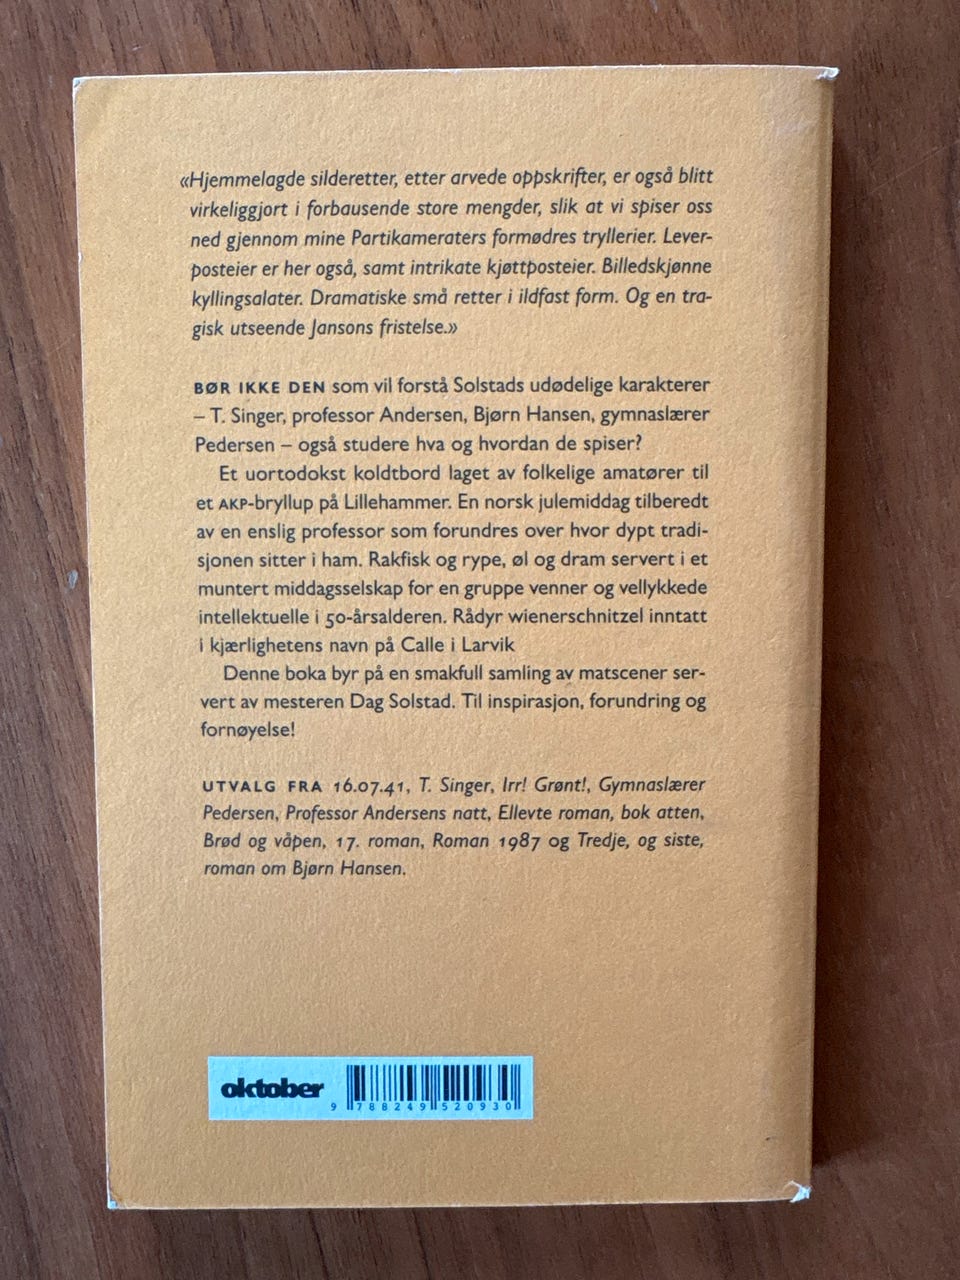 «Hjemmelagde silderetter, etter arvede oppskrifter, er også blitt
virkeliggjort i forbausende store mengder, slik at vi spiser oss
ned gjennom mine Partikameraters formødres tryllerier. Lever-
posteier er her også, samt intrikate kjøttposteier. Billedskjønne
kyllingsalater. Dramatiske små retter i ildfast form. Og en tra-
gisk utseende Jansons fristelse.»
BØR IKKE DEN som vil forstå Solstads udødelige karakterer
– T. Singer, professor Andersen, Bjørn Hansen, gymnaslærer
Pedersen – også studere hva og hvordan de spiser?
Et uortodokst koldtbord laget av folkelige amatører til
et AKP-bryllup på Lillehammer. En norsk julemiddag tilberedt
av en enslig professor som forundres over hvor dypt tradi-
sjonen sitter i ham. Rakfisk og rype, øl og dram servert i et
muntert middagsselskap for en gruppe venner og vellykkede
intellektuelle i 50-årsalderen. Rådyr wienerschnitzel inntatt
i kjærlighetens navn på Calle i Larvik
Denne boka byr på en smakfull samling av matscener ser-
vert av mesteren Dag Solstad. Til inspirasjon, forundring og
fornøyelse!
UTVALG FRA 16.07.41, T. Singer, Irr! Grønt!, Gymnaslærer
Pedersen, Professor Andersens natt, Ellevte roman, bok atten,
Brød og våpen, 17. roman, Roman 1987 og Tredje, og siste,
roman om Bjørn Hansen.
oktober
9 788249 520930